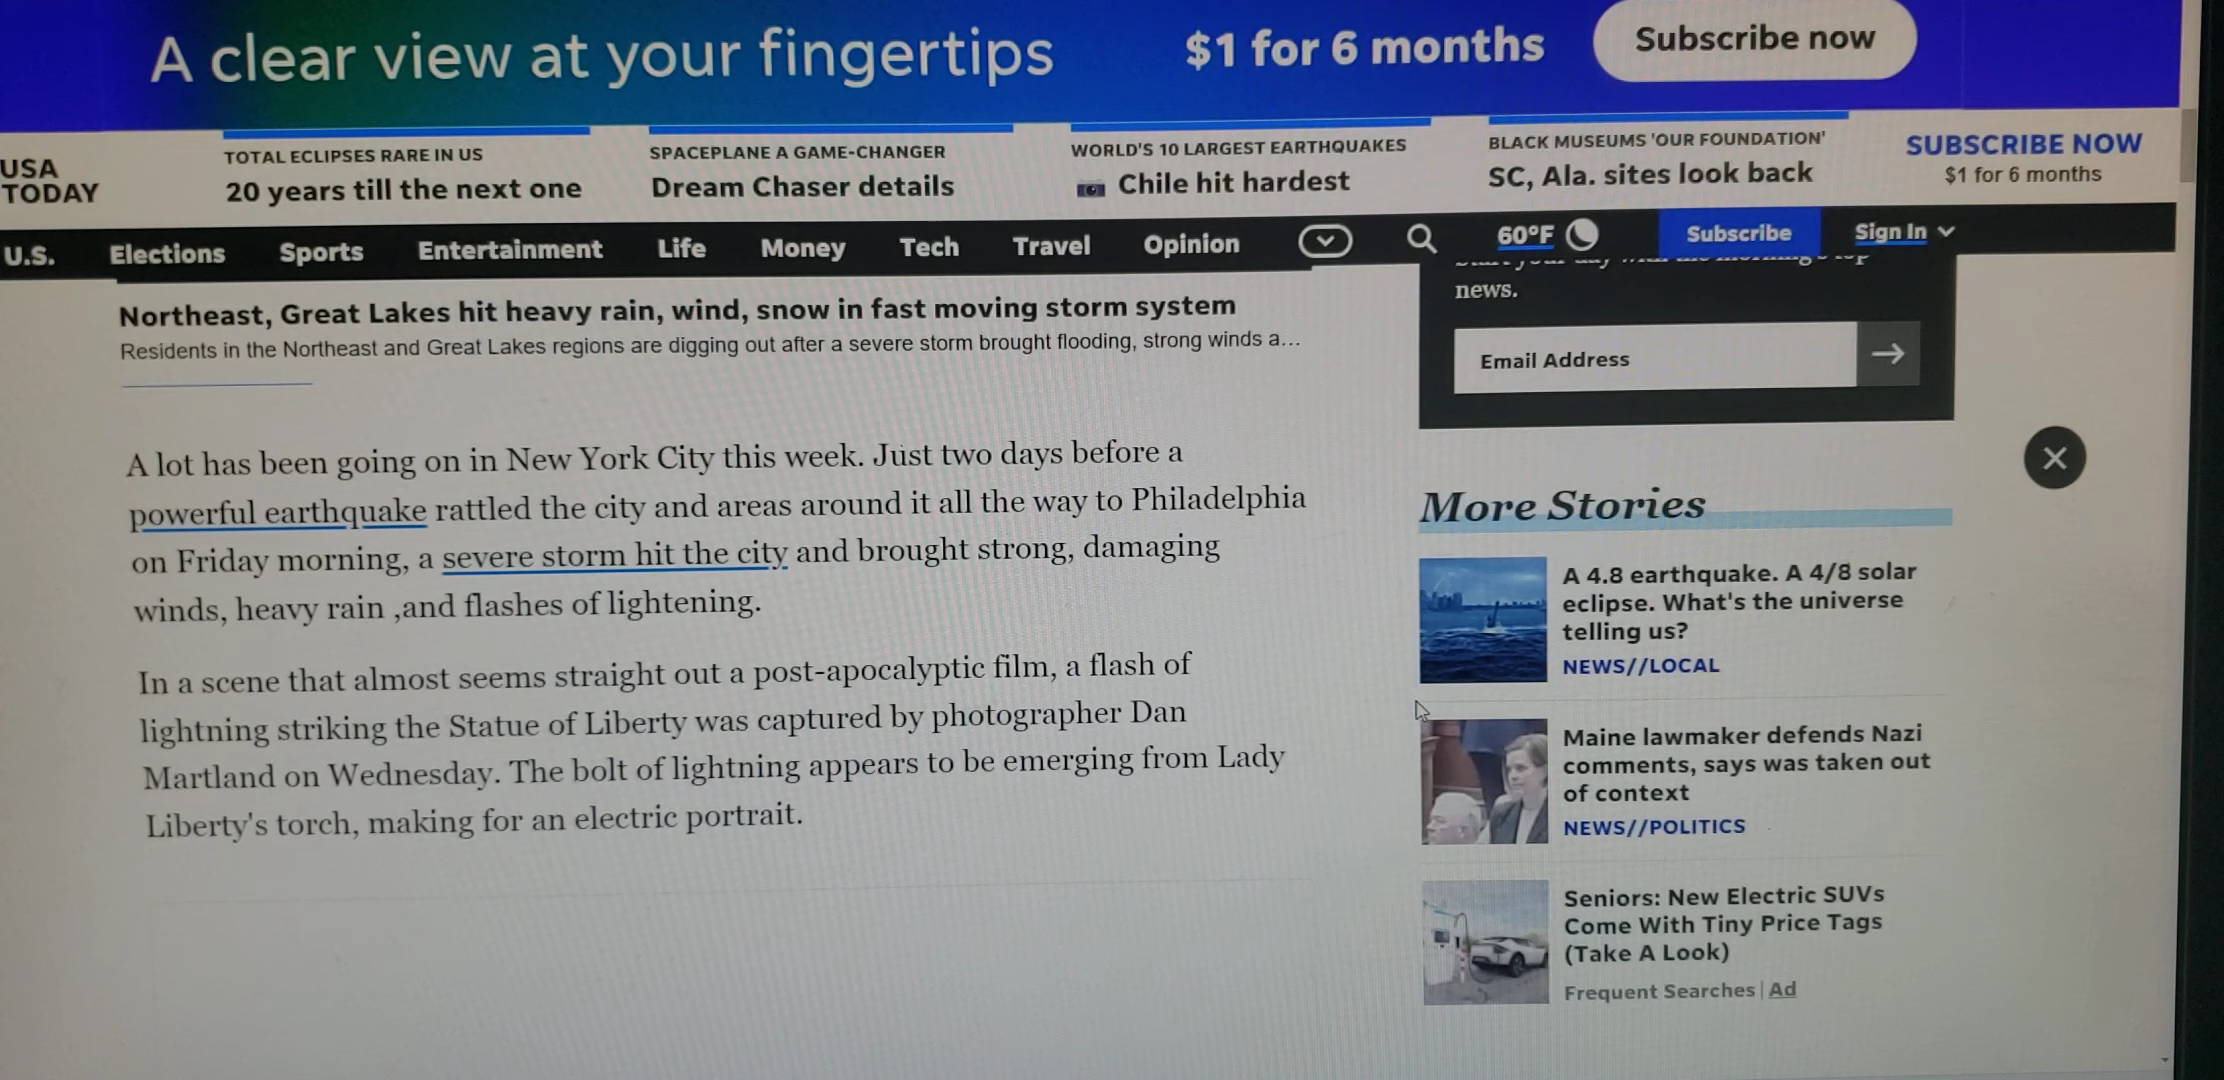 A clear view at your fingertips
$1 for 6 months
Subscribe now
USA
TODAY
TOTAL ECLIPSES RARE IN US
20 years till the next one
SPACEPLANE A GAME-CHANGER
Dream Chaser details
WORLD'S 10 LARGEST EARTHQUAKES
Chile hit hardest
BLACK MUSEUMS 'OUR FOUNDATION'
SC, Ala. sites look back
SUBSCRIBE NOW
$1 for 6 months
U.S.
Elections
Sports
Entertainment
Life
Money
Tech
Travel
Opinion
60°F
Subscribe
Sign In
Northeast, Great Lakes hit heavy rain, wind, snow in fast moving storm system
Residents in the Northeast and Great Lakes regions are digging out after a severe storm brought flooding, strong winds a...
A lot has been going on in New York City this week. Just two days before a
powerful earthquake rattled the city and areas around it all the way to Philadelphia
on Friday morning, a severe storm hit the city and brought strong, damaging
winds, heavy rain ,and flashes of lightening.
In a scene that almost seems straight out a post-apocalyptic film, a flash of
lightning striking the Statue of Liberty was captured by photographer Dan
Martland on Wednesday. The bolt of lightning appears to be emerging from Lady
Liberty's torch, making for an electric portrait.
news.
Email Address
More Stories
A 4.8 earthquake. A 4/8 solar
eclipse. What's the universe
telling us?
NEWS//LOCAL
Maine lawmaker defends Nazi
comments, says was taken out
of context
NEWS//POLITICS
Seniors: New Electric SUVs
Come With Tiny Price Tags
(Take A Look)
Frequent Searches | Ad